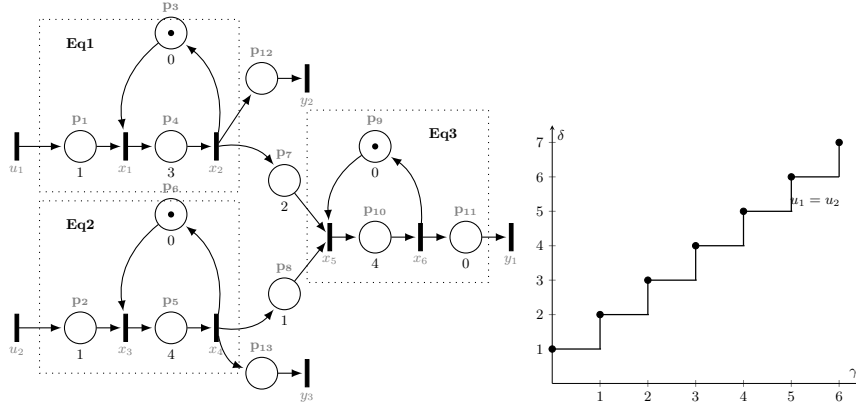 p3
Eq1
p12
0
y2
p1
p4
p9
Eq3
u1
1
x1
3
x2
p7
0
p6
2
p10
p11
Eq2
0
x5
4
x6
0
y1
p8
p2
p5
1
u2
1
x3
4
x4
p13
y3
δ
7
6
5
u1 = u2
4
3
2
1
1 2 3 4 5 6
γ